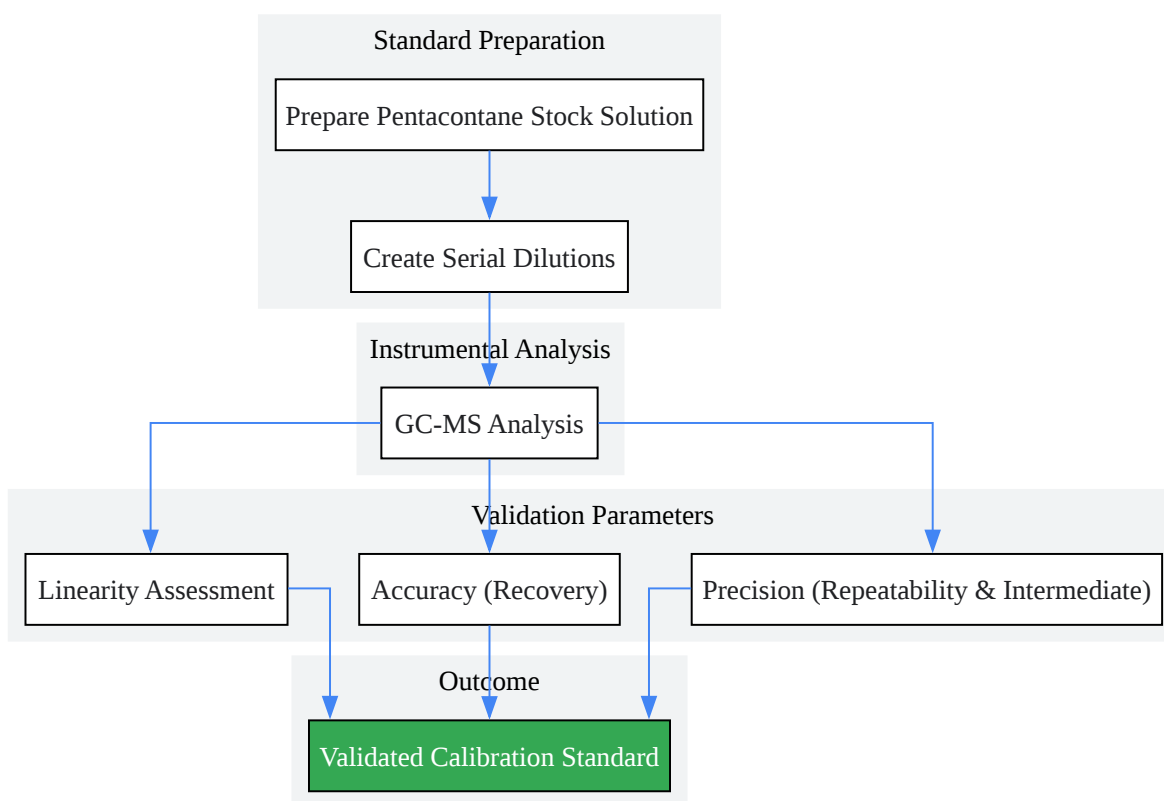 Standard Preparation
Prepare Pentacontane Stock Solution
Create Serial Dilutions
Instrumental Analysis
GC-MS Analysis
Validation Parameters
Linearity Assessment
Accuracy (Recovery)
Precision (Repeatability & Intermediate)
Outcome
Validated Calibration Standard